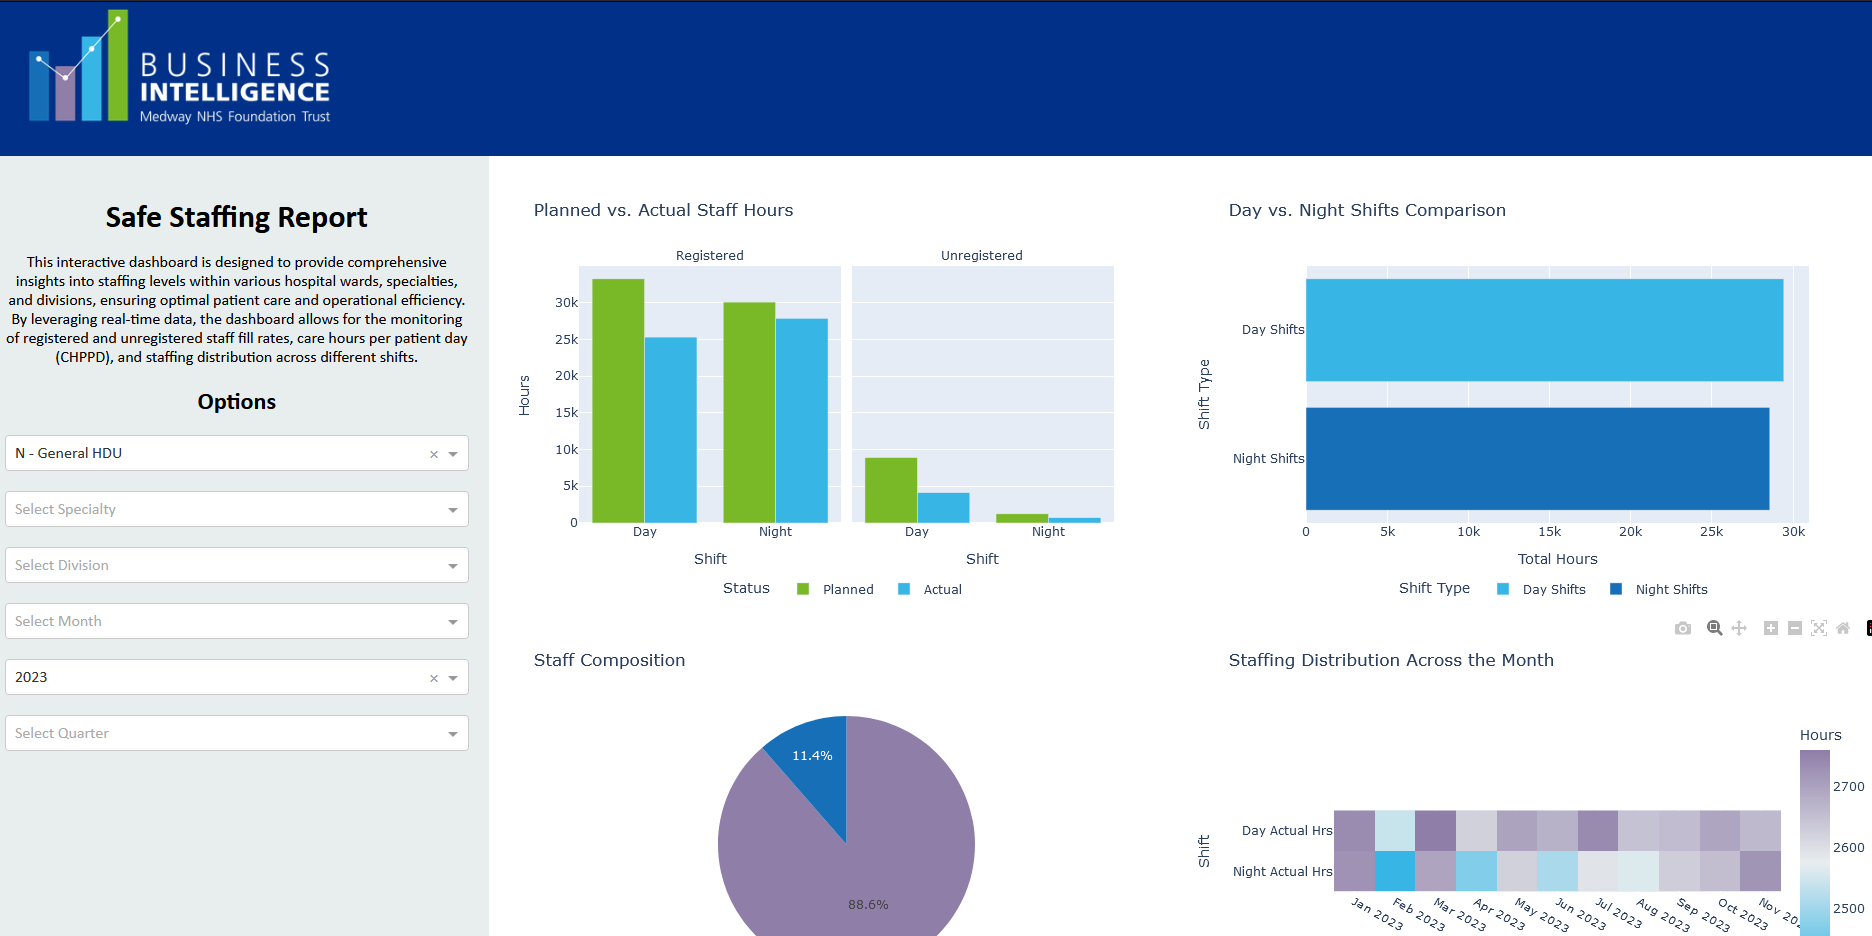 BUSINESS
INTELLIGENCE
Medway NHS Foundation Trust
Safe Staffing Report
This interactive dashboard is designed to provide comprehensive
insights into staffing levels within various hospital wards, specialties,
and divisions, ensuring optimal patient care and operational efficiency.
By leveraging real-time data, the dashboard allows for the monitoring
of registered and unregistered staff fill rates, care hours per patient day
(CHPPD), and staffing distribution across different shifts.
Options
N - General HDU
Select Specialty
Select Division
Select Month
2023
Select Quarter
Planned vs. Actual Staff Hours
Registered
Unregistered
Hours
30k
25k
20k
15k
10k
5k
0
Day
Night
Day
Night
Shift
Shift
Status
Planned
Actual
Day vs. Night Shifts Comparison
Shift Type
Day Shifts
Night Shifts
0
5k
10k
15k
20k
25k
30k
Total Hours
Shift Type
Day Shifts
Night Shifts
Staff Composition
11.4%
88.6%
Staffing Distribution Across the Month
Hours
2700
2600
2500
Shift
Day Actual Hrs
Night Actual Hrs
Jan 2023
Feb 2023
Mar 2023
Apr 2023
May 2023
Jun 2023
Jul 2023
Aug 2023
Sep 2023
Oct 2023
Nov